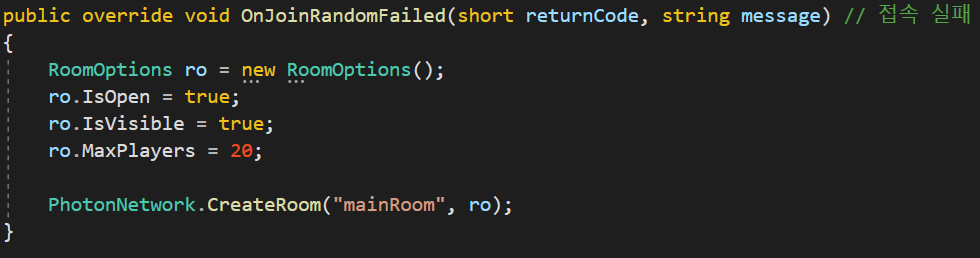 public override void OnJoinRandomFailed(short returnCode, string message) // 접속 실패
{
RoomOptions ro = new RoomOptions();
ro.IsOpen = true;
ro.IsVisible = true;
ro.MaxPlayers = 20;
PhotonNetwork.CreateRoom("mainRoom", ro);
}